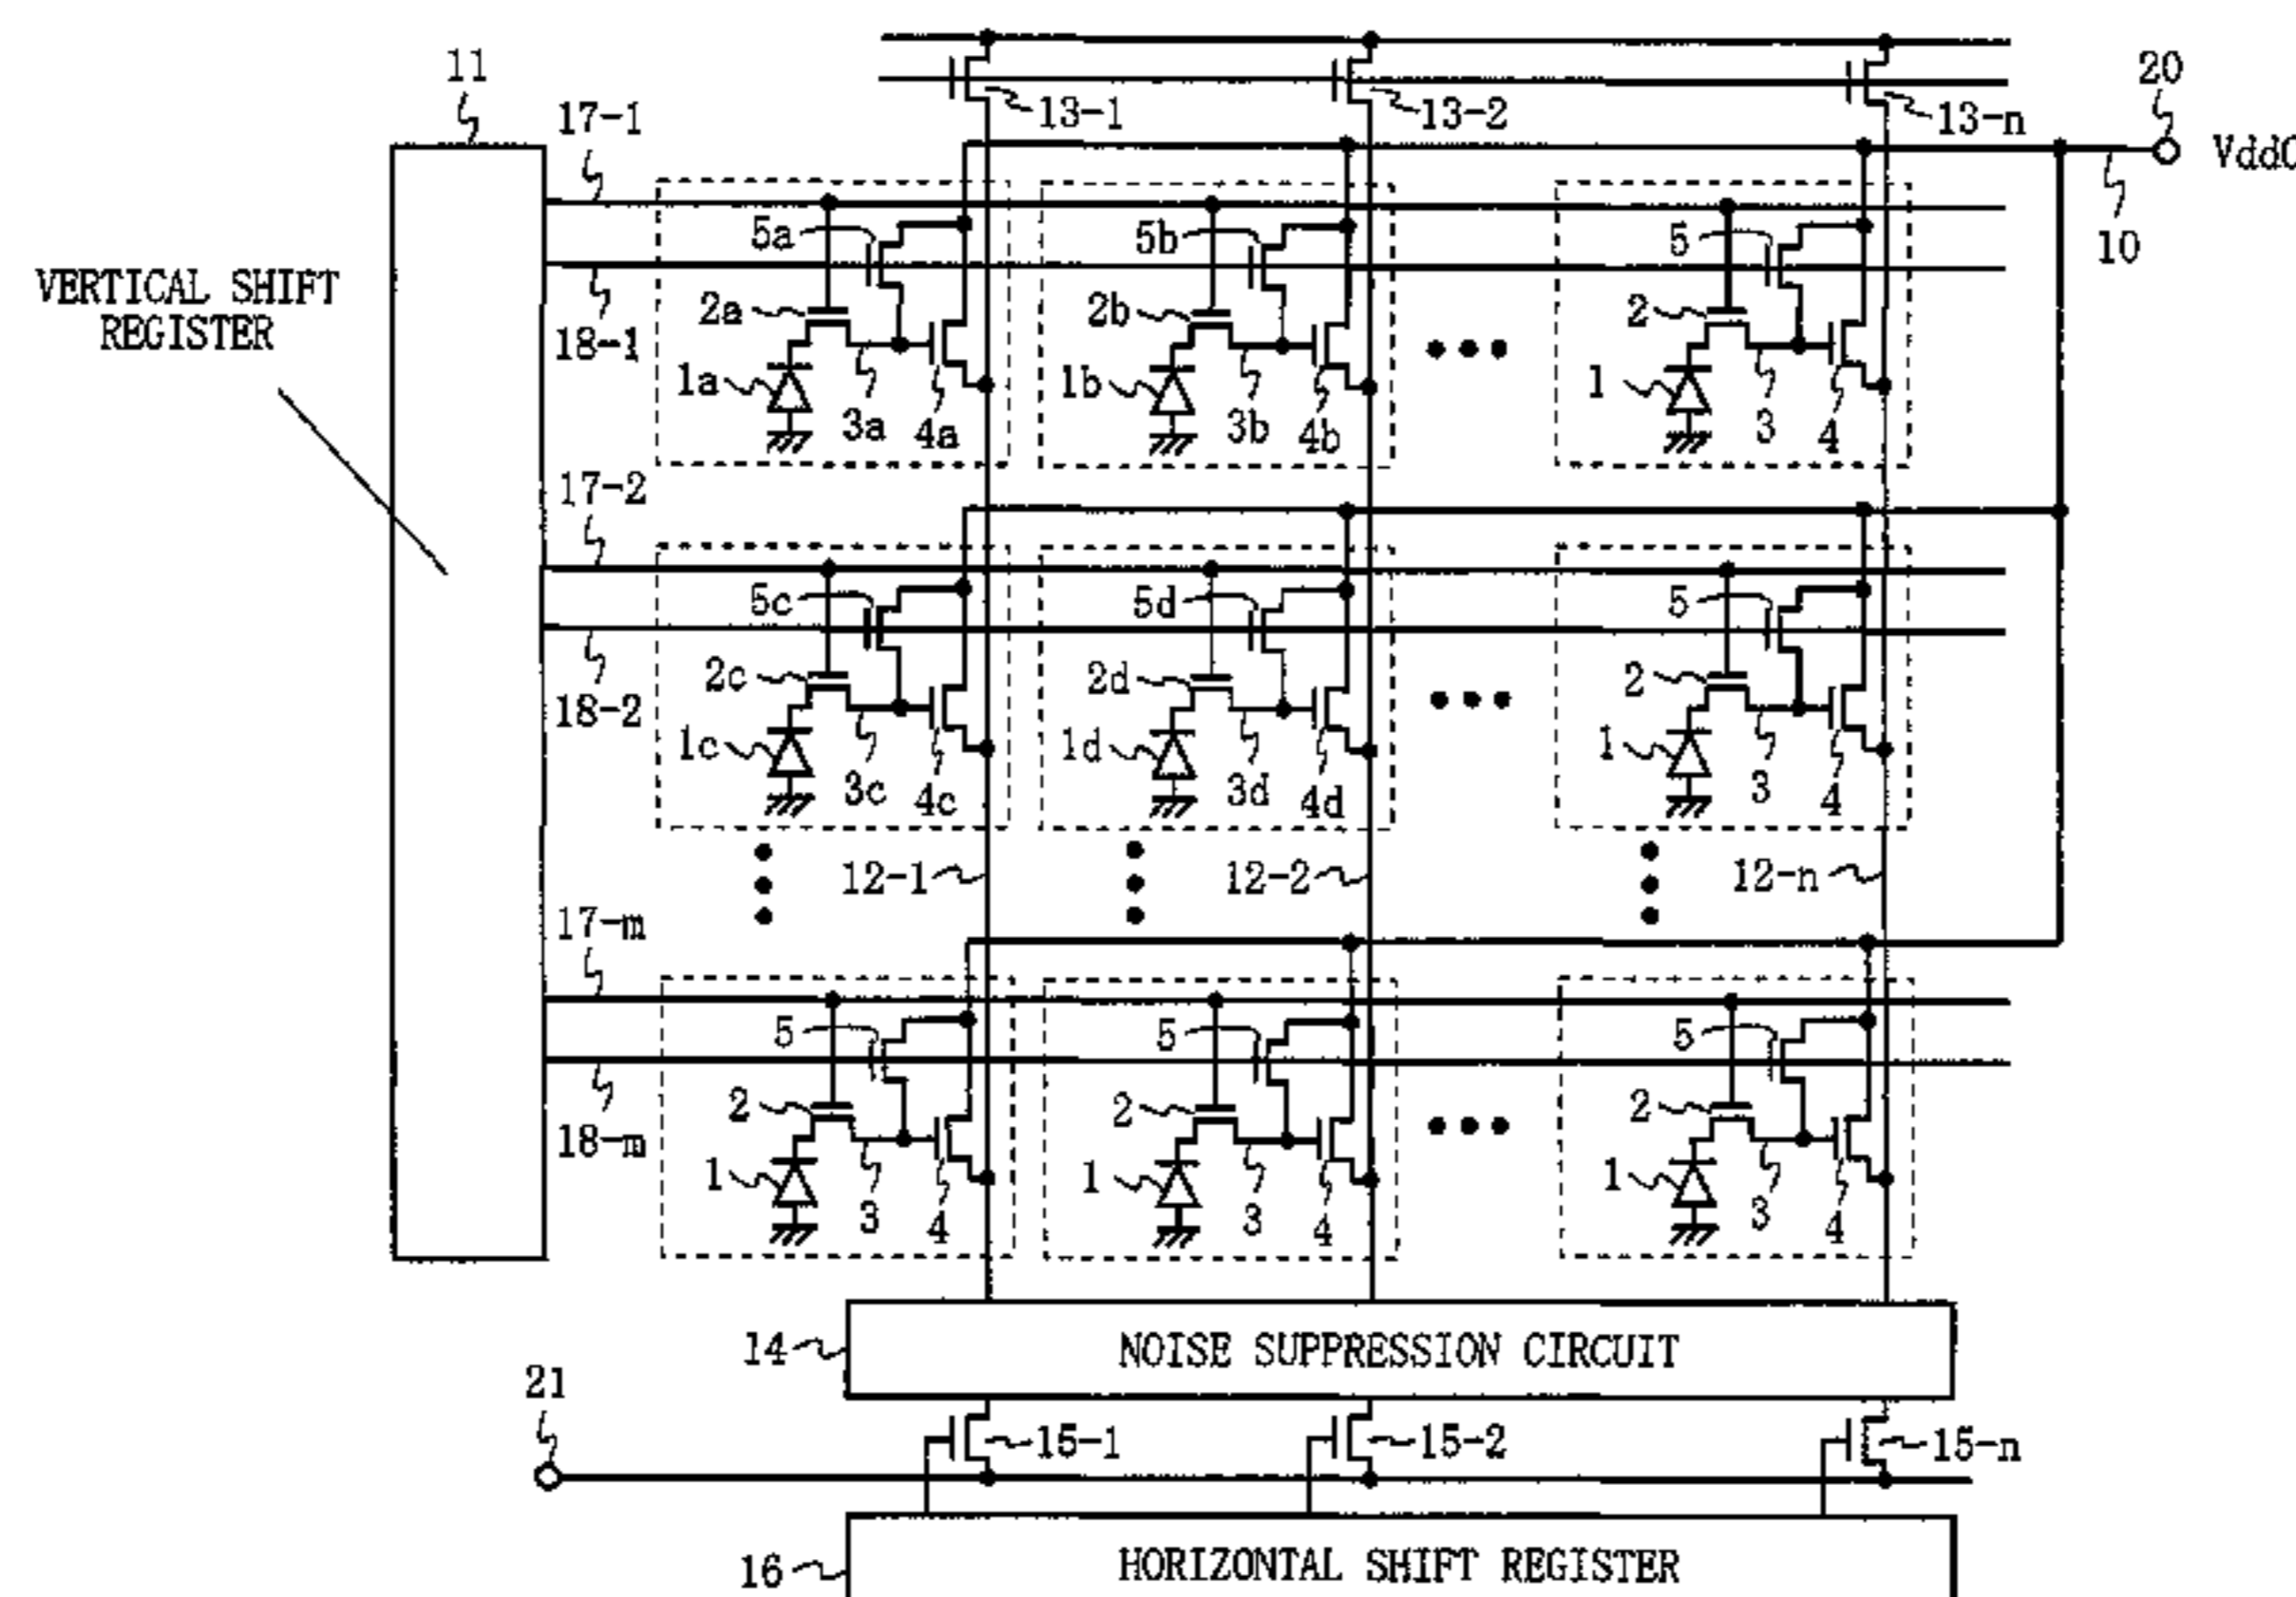 11
17-1
13-1
13-2
13-n
20
VddC
VERTICAL SHIFT
REGISTER
18-1
5a
5b
5
10
2a
2b
2
1a
1b
1
3a
4a
3b
4b
3
4
17-2
5c
5d
5
18-2
2c
2d
2
1c
1d
1
3c
4c
3d
4d
3
4
12-1
12-2
12-n
17-m
5
5
5
18-m
2
2
2
1
1
1
3
4
3
4
3
4
14
NOISE SUPPRESSION CIRCUIT
21
15-1
15-2
15-n
16
HORIZONTAL SHIFT REGISTER